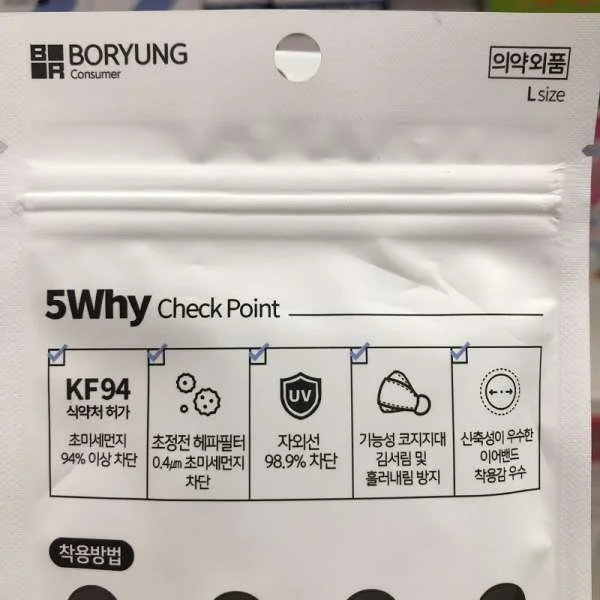 BR BORYUNG
Consumer
의약외품
L size
5Why Check Point
KF94
식약처 허가
초미세먼지
94% 이상 차단
초정전 헤파필터
0.4㎛ 초미세먼지
차단
UV
자외선
98.9% 차단
기능성 코지지대
김서림 및
흘러내림 방지
신축성이 우수한
이어밴드
착용감 우수
착용방법